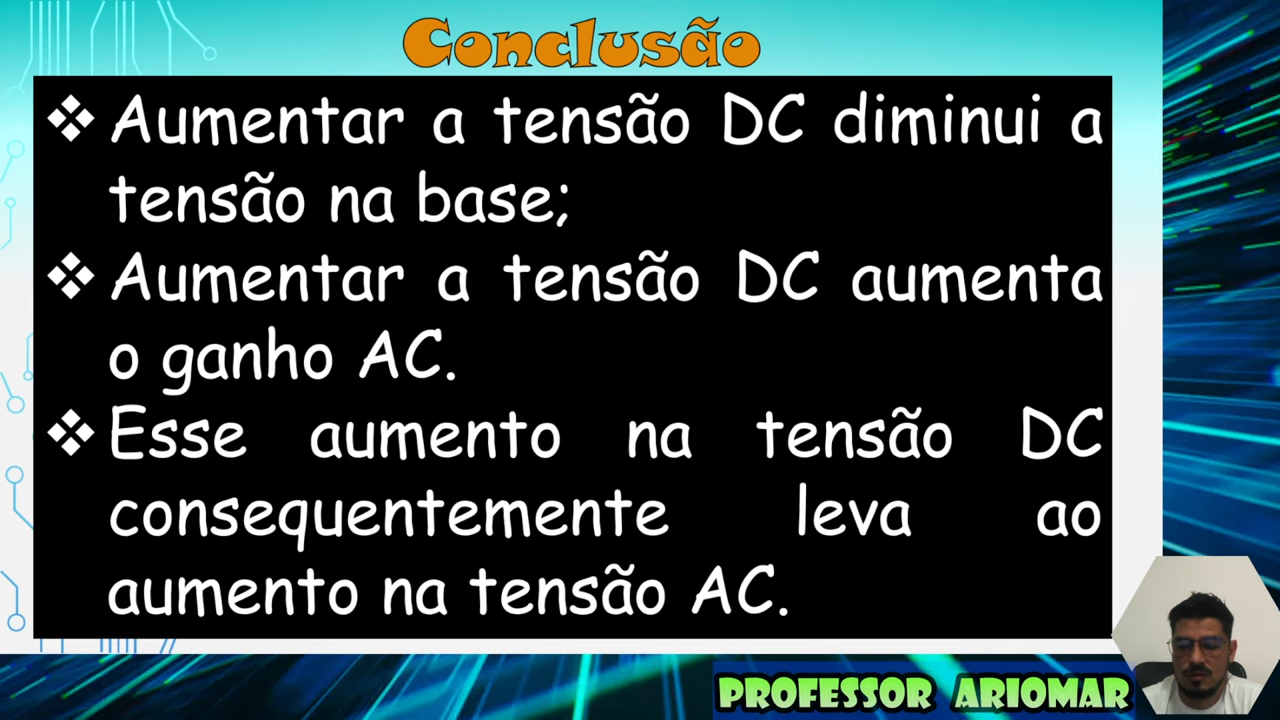 Conclusão
❖ Aumentar a tensão DC diminui a
tensão na base;
❖ Aumentar a tensão DC aumenta
o ganho AC.
❖ Esse aumento na tensão DC
consequentemente leva ao
aumento na tensão AC.
PROFESSOR ARIOMAR